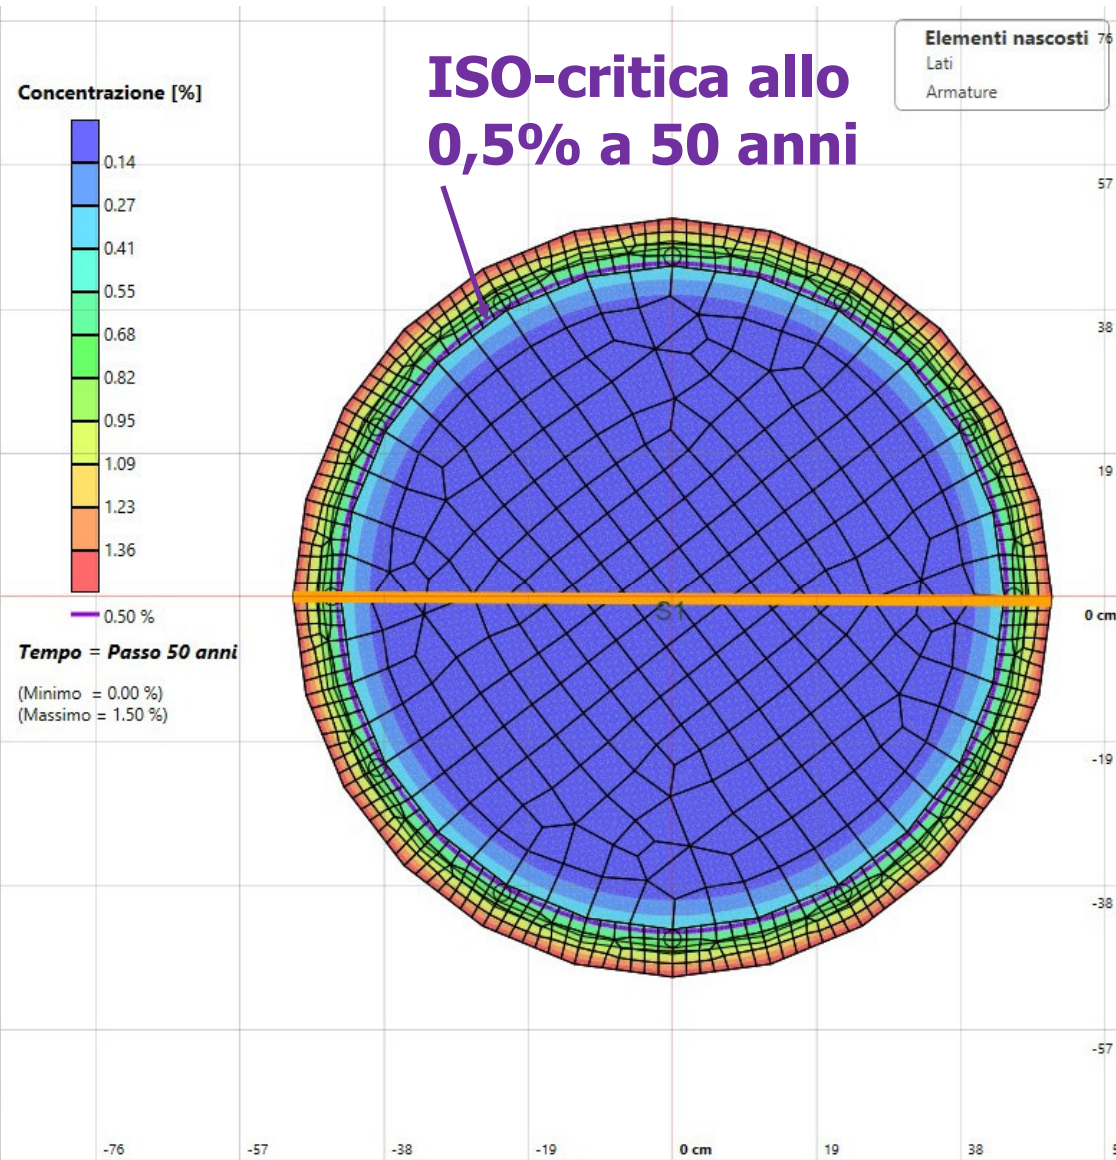 ISO-critica allo
0,5% a 50 anni
Elementi nascosti
Lati
Armature
Concentrazione [%]
0.14
0.27
0.41
0.55
0.68
0.82
0.95
1.09
1.23
1.36
0.50 %
Tempo = Passo 50 anni
(Minimo = 0.00 %)
(Massimo = 1.50 %)
S1
76
57
38
19
0 cm
-19
-38
-57
-76
-57
-38
-19
0 cm
19
38